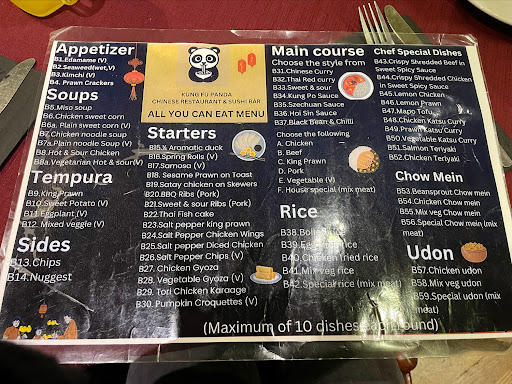 Appetizer
B1.Edamame (V)
B2.Seaweed(wet,V)
B3.Kimchi (V)
B4. Prawn Crackers
Soups
B5.Miso soup
B6.Chicken sweet corn
B6a. Plain sweet corn (V)
B7.Chicken noodle soup
B7a.Plain noodle Soup (V)
B8.Hot & Sour Chicken
B8a.Vegetarian Hot & sour(V)
Tempura
B9.King Prawn
B10.Sweet Potato (V)
B11.Eggplant (V)
B12. Mixed veggie (V)
Sides
B13.Chips
B14.Nuggest
KUNG FU PANDA
CHINESE RESTAURANT & SUSHI BAR
ALL YOU CAN EAT MENU
Starters
B15.¼ Aromatic duck
B16.Spring Rolls (V)
B17.Samosa (V)
B18. Sesame Prawn on Toast
B19.Satay chicken on Skewers
B20.BBQ Ribs (Pork)
B21.Sweet & sour Ribs (Pork)
B22.Thai Fish cake
B23.Salt pepper king prawn
B24.Salt Pepper Chicken Wings
B25.Salt pepper Diced Chicken
B26.Salt Pepper Chips (V)
B27. Chicken Gyoza
B28. Vegetable Gyoza (V)
B29. Tori Chicken Karaage
B30. Pumpkin Croquettes (V)
Main course
Choose the style from
B31.Chinese Curry
B32.Thai Red curry
B33.Sweet & sour
B34.Kung Po Sauce
B35.Szechuan Sauce
B36.Hoi Sin Sauce
B37.Black Bean & Chilli
Choose the following
A. Chicken
B. Beef
C. King Prawn
D. Pork
E. Vegetable (V)
F. House special (mix meat)
Rice
B38. rice
B39.Egg rice
B40.Chicken fried rice
B41.Mix veg rice
B42.Special rice (mix meat)
Chef Special Dishes
B43.Crispy Shredded Beef in
Sweet Spicy Sauce
B44.Crispy Shredded Chicken
in Sweet Spicy Sauce
B45.Lemon Chicken
B46.Lemon Prawn
B47.Mapo Tofu
B48.Chicken Katsu Curry
B49.Prawn Katsu Curry
B50.Vegetable Katsu Curry
B51.Salmon Teriyaki
B52.Chicken Teriyaki
Chow Mein
B53.Beansprout Chow mein
B54.Chicken Chow mein
B55.Mix veg Chow mein
B56.Special Chow mein (mix
meat)
Udon
B57.Chicken udon
B58.Mix veg udon
B59.Special udon (mix
meat)
(Maximum of 10 dishes each round)